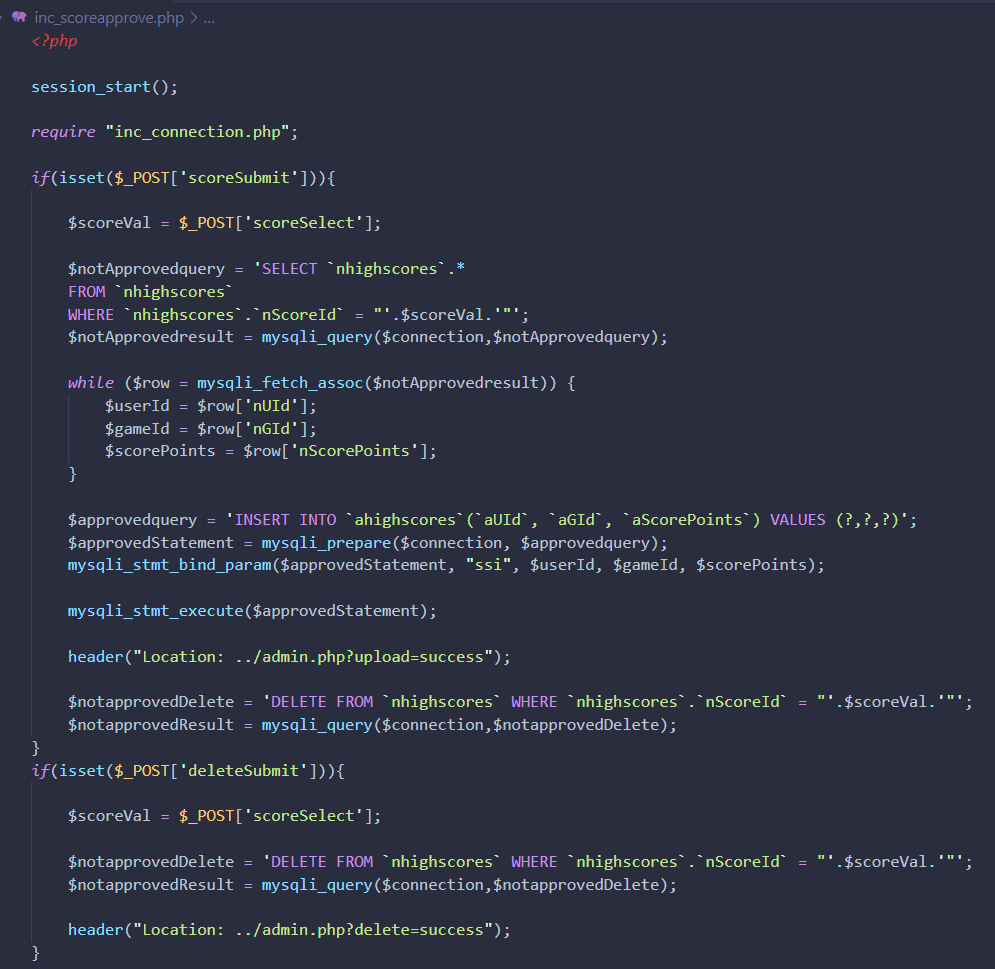 inc_scoreapprove.php > ...
<?php
session_start();
require "inc_connection.php";
if(isset($_POST['scoreSubmit'])){
$scoreVal = $_POST['scoreSelect'];
$notApprovedquery = 'SELECT `nhighscores`.*
FROM `nhighscores`
WHERE `nhighscores`.`nScoreId` = "'.$scoreVal.'"';
$notApprovedresult = mysqli_query($connection,$notApprovedquery);
while ($row = mysqli_fetch_assoc($notApprovedresult)) {
$userId = $row['nUId'];
$gameId = $row['nGId'];
$scorePoints = $row['nScorePoints'];
}
$approvedquery = 'INSERT INTO `ahighscores`(`aUId`, `aGId`, `aScorePoints`) VALUES (?,?,?)';
$approvedStatement = mysqli_prepare($connection, $approvedquery);
mysqli_stmt_bind_param($approvedStatement, "ssi", $userId, $gameId, $scorePoints);
mysqli_stmt_execute($approvedStatement);
header("Location: ../admin.php?upload=success");
$notapprovedDelete = 'DELETE FROM `nhighscores` WHERE `nhighscores`.`nScoreId` = "'.$scoreVal.'"';
$notapprovedResult = mysqli_query($connection,$notapprovedDelete);
}
if(isset($_POST['deleteSubmit'])){
$scoreVal = $_POST['scoreSelect'];
$notapprovedDelete = 'DELETE FROM `nhighscores` WHERE `nhighscores`.`nScoreId` = "'.$scoreVal.'"';
$notapprovedResult = mysqli_query($connection,$notapprovedDelete);
header("Location: ../admin.php?delete=success");
}